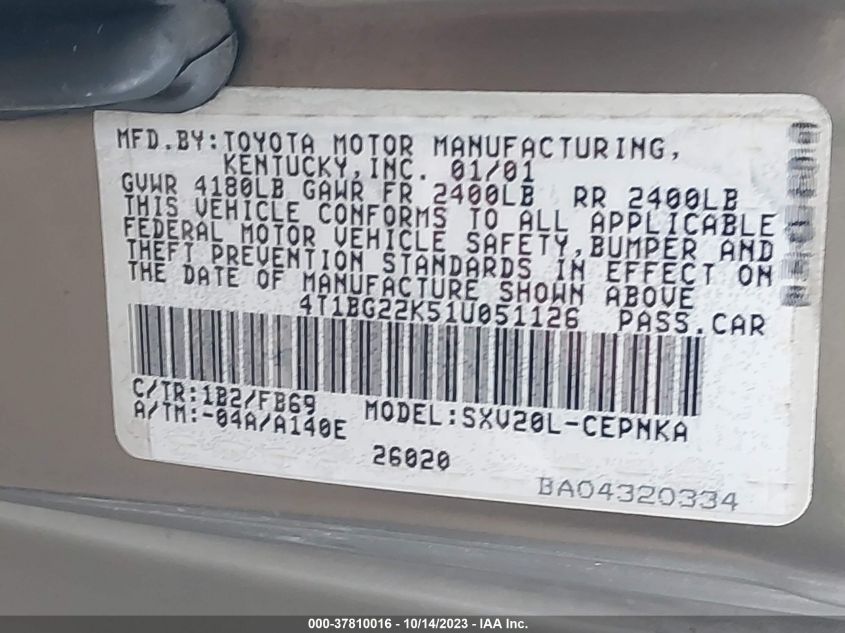 MFD.BY:TOYOTA MOTOR MANUFACTURING,
KENTUCKY,INC. 01/01
GVWR 4180LB GAWR FR 2400LB RR 2400LB
THIS VEHICLE CONFORMS TO ALL APPLICABLE
FEDERAL MOTOR VEHICLE SAFETY,BUMPER AND
THEFT PREVENTION STANDARDS IN EFFECT ON
THE DATE OF MANUFACTURE SHOWN ABOVE
4T1BG22K51U051126 PASS.CAR
C/TR:1B2/FB69
A/TM:-04A/A140E MODEL:SXV20L-CEPNKA
26020
BA04320334
000-37810016 - 10/14/2023 - IAA Inc.